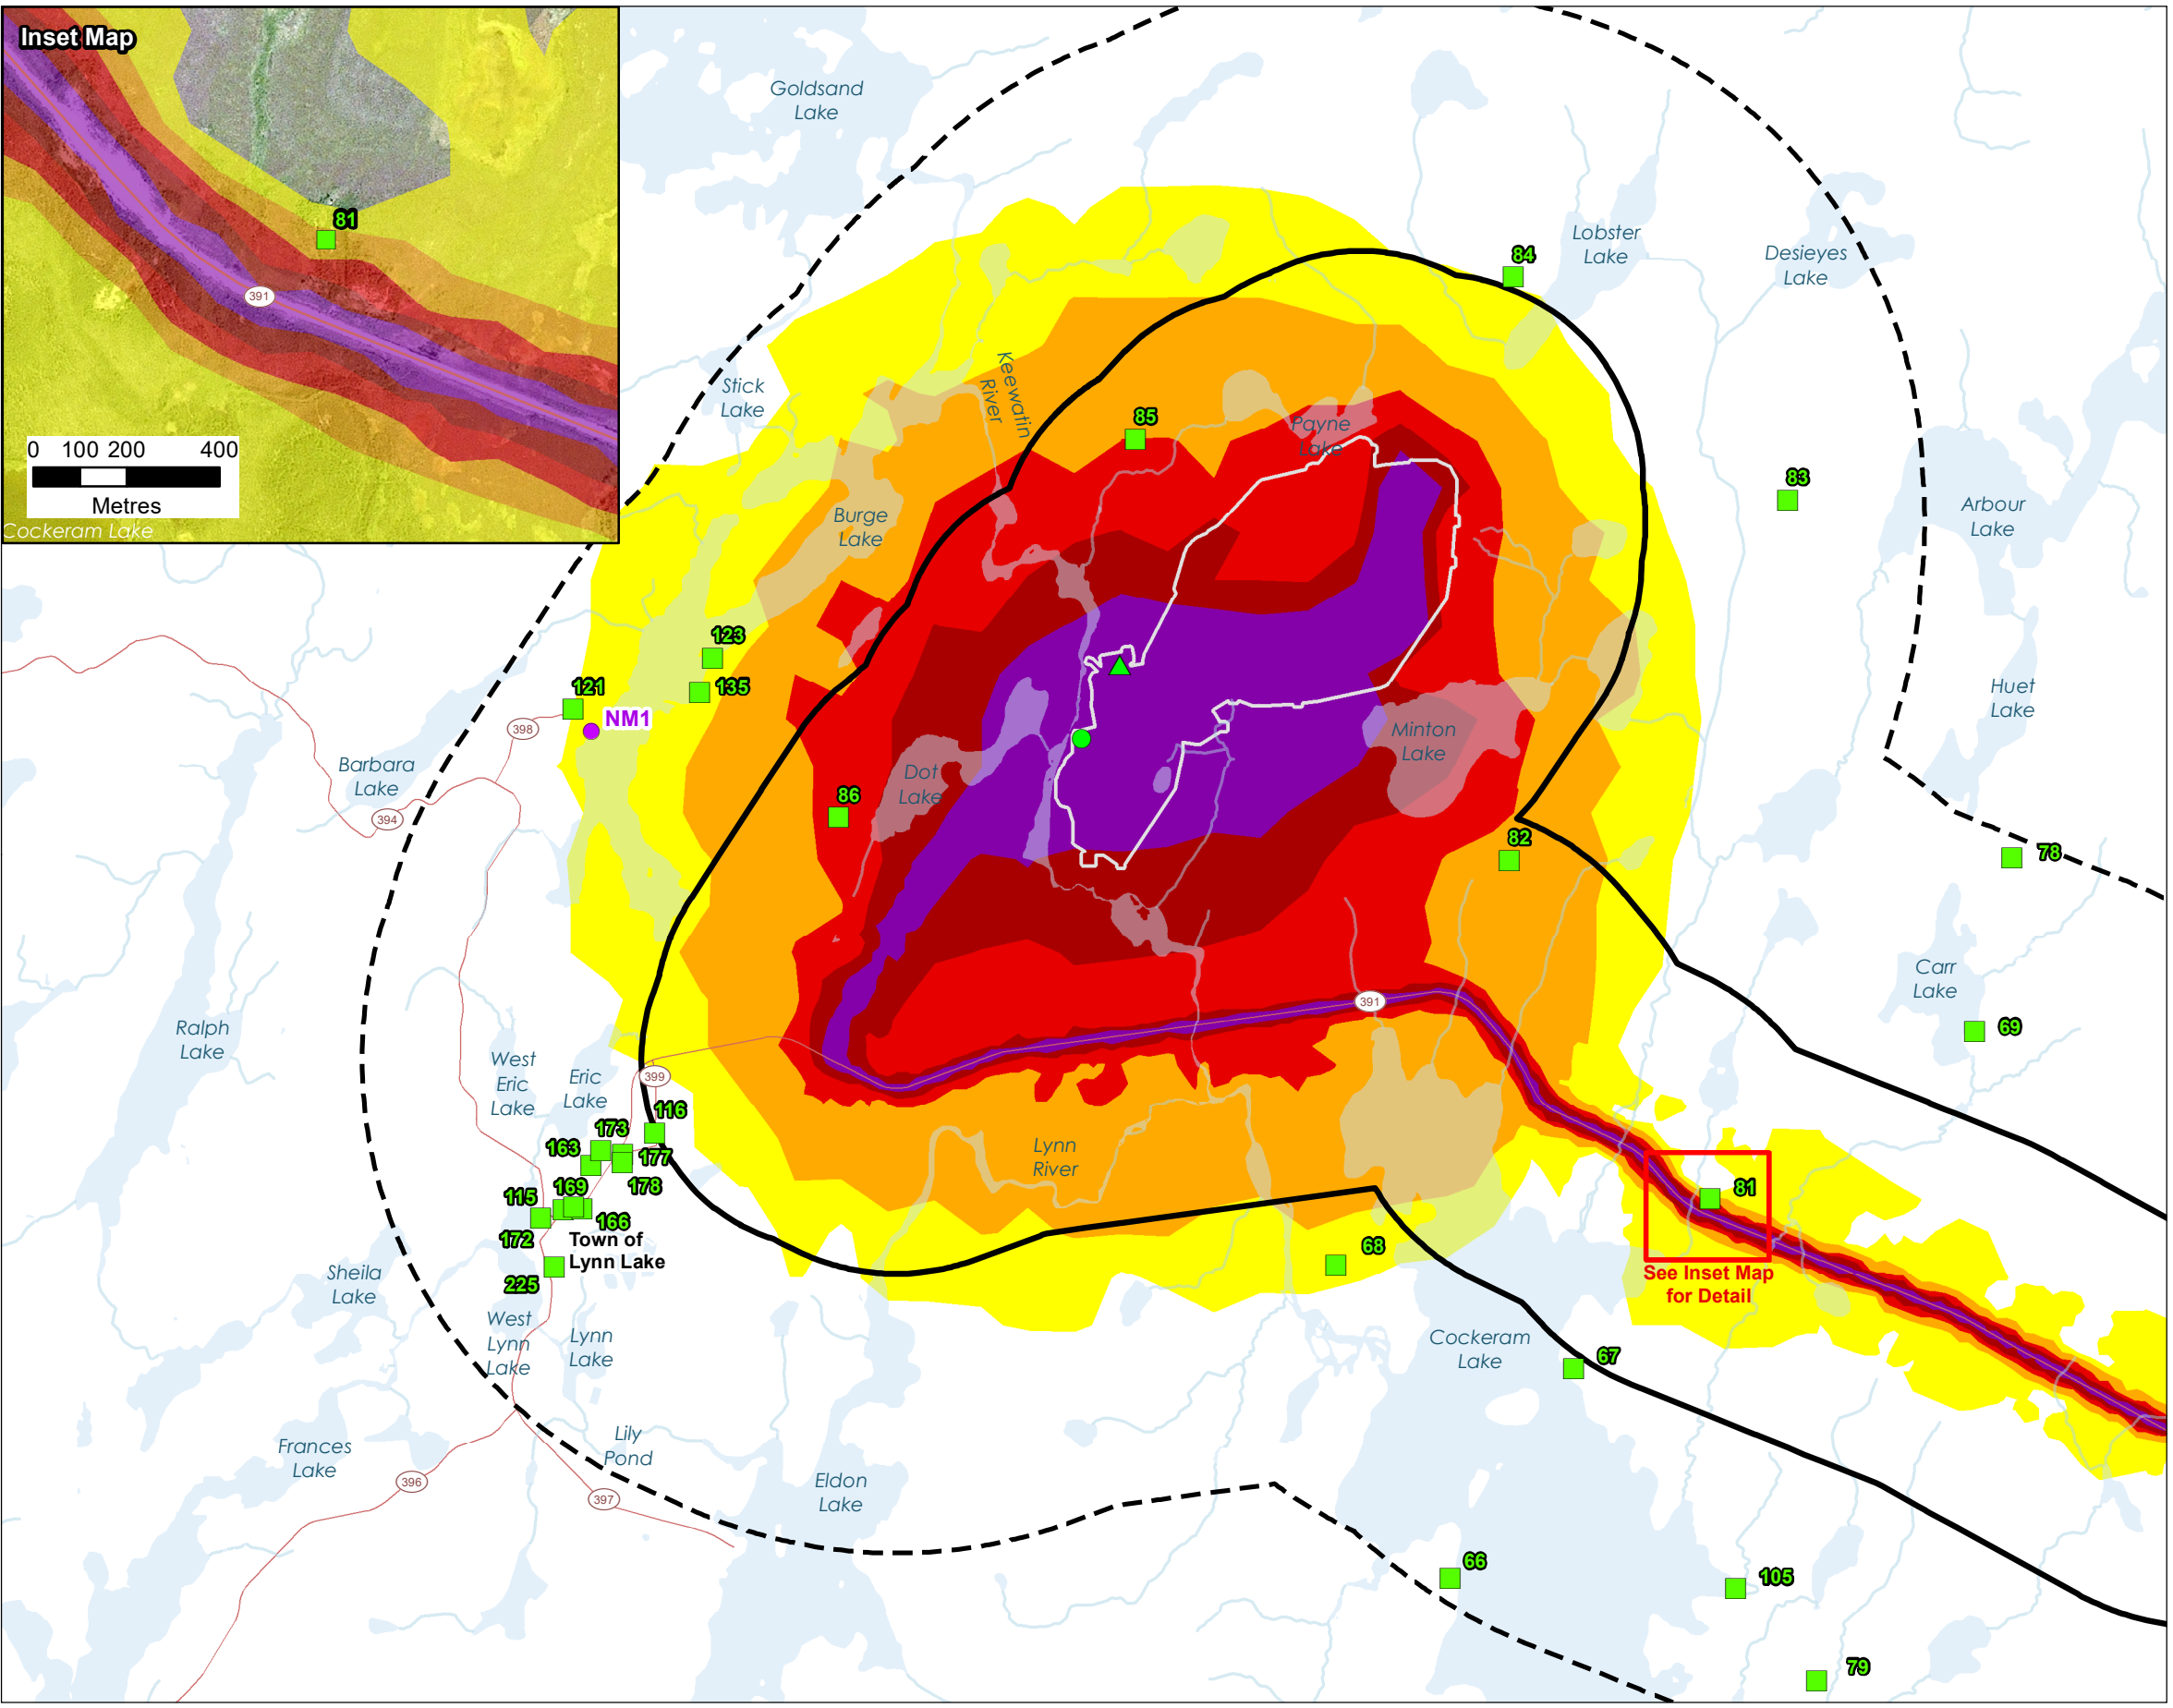 Inset Map
81
391
0 100 200 400
Metres
Cockeram Lake
Goldsand
Lake
Lobster
Lake
Desieyes
Lake
84
Stick
Lake
Keewatin
River
85
Payne
Lake
83
Burge
Lake
Arbour
Lake
123
121
135
NM1
398
Huet
Lake
Minton
Lake
Barbara
Lake
Dot
Lake
86
394
82
78
Carr
Lake
391
69
Ralph
Lake
West
Eric
Lake
Eric
Lake
399
116
173
163
177
Lynn
River
178
169
115
81
166
172
Town of
Lynn Lake
68
225
Sheila
Lake
See Inset Map
for Detail
West
Lynn
Lake
Lynn
Lake
Cockeram
Lake
67
Frances
Lake
Lily
Pond
396
397
Eldon
Lake
66
105
79